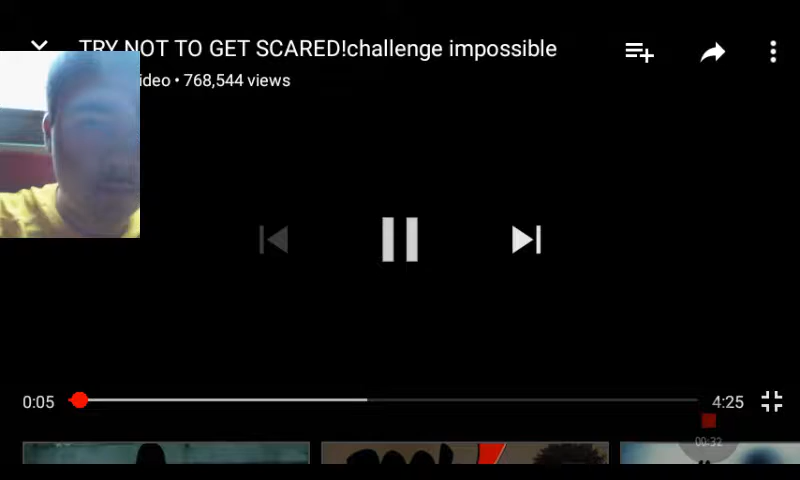 TRY NOT TO GET SCARED!challenge impossible
ideo • 768,544 views
0:05
4:25
00:32